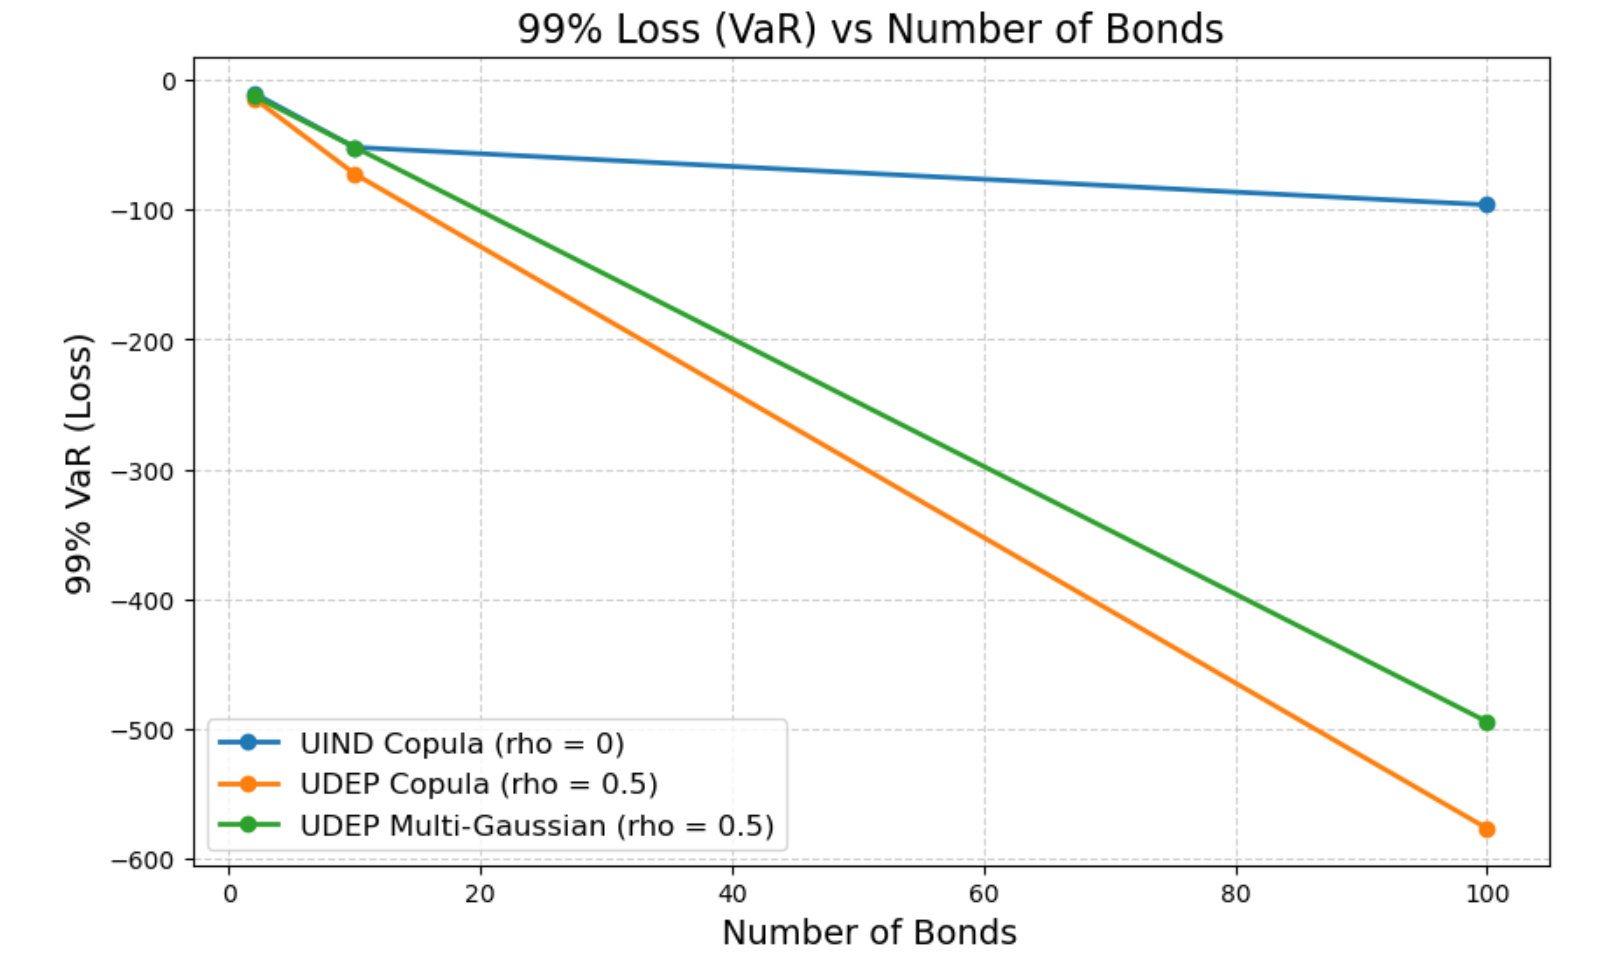 99% Loss (VaR) vs Number of Bonds
99% VaR (Loss)
0
−100
−200
−300
−400
−500
−600
UIND Copula (rho = 0)
UDEP Copula (rho = 0.5)
UDEP Multi-Gaussian (rho = 0.5)
0 20 40 60 80 100
Number of Bonds